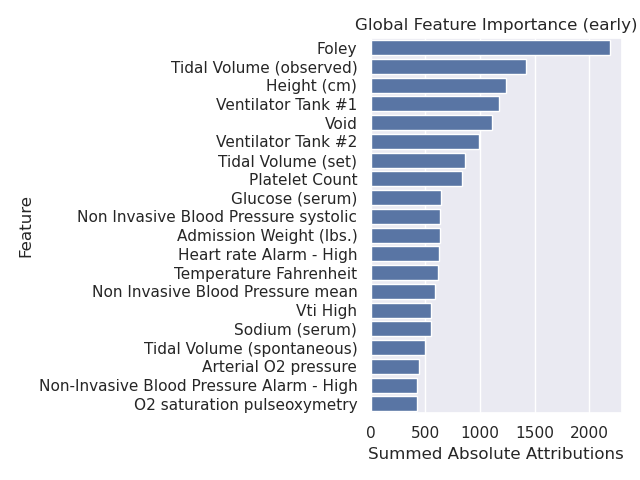 Global Feature Importance (early)
Feature
Foley
Tidal Volume (observed)
Height (cm)
Ventilator Tank #1
Void
Ventilator Tank #2
Tidal Volume (set)
Platelet Count
Glucose (serum)
Non Invasive Blood Pressure systolic
Admission Weight (lbs.)
Heart rate Alarm - High
Temperature Fahrenheit
Non Invasive Blood Pressure mean
Vti High
Sodium (serum)
Tidal Volume (spontaneous)
Arterial O2 pressure
Non-Invasive Blood Pressure Alarm - High
O2 saturation pulseoxymetry
0 500 1000 1500 2000
Summed Absolute Attributions